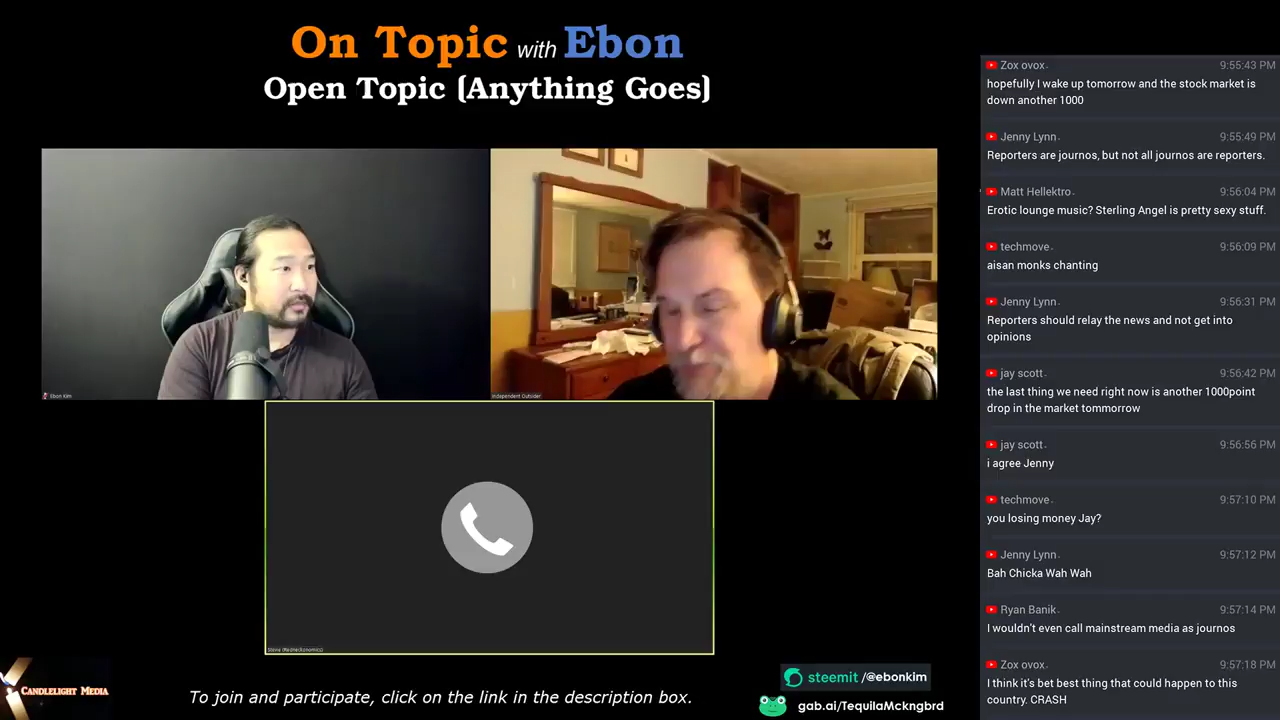 On Topic with Ebon
Open Topic (Anything Goes)
Ebon Kim
Independent Outsider
Stevie (Redneckonomics)
CANDLELIGHT MEDIA
To join and participate, click on the link in the description box.
steemit /@ebonkim
gab.ai/TequilaMckngbrd
Zox ovox
9:55:43 PM
hopefully I wake up tomorrow and the stock market is
down another 1000
Jenny Lynn
9:55:49 PM
Reporters are journos, but not all journos are reporters.
Matt Hellektro
9:56:04 PM
Erotic lounge music? Sterling Angel is pretty sexy stuff.
techmove
9:56:09 PM
aisan monks chanting
Jenny Lynn
9:56:31 PM
Reporters should relay the news and not get into
opinions
jay scott
9:56:42 PM
the last thing we need right now is another 1000point
drop in the market tommorrow
jay scott
9:56:56 PM
i agree Jenny
techmove
9:57:10 PM
you losing money Jay?
Jenny Lynn
9:57:12 PM
Bah Chicka Wah Wah
Ryan Banik
9:57:14 PM
I wouldn't even call mainstream media as journos
Zox ovox
9:57:18 PM
I think it's bet best thing that could happen to this
country. CRASH